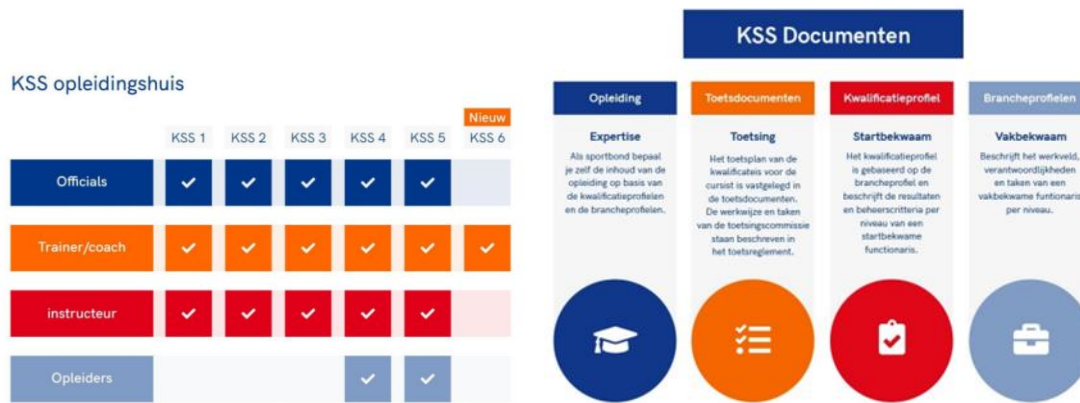 KSS opleidingshuis
Nieuw
KSS 1 KSS 2 KSS 3 KSS 4 KSS 5 KSS 6
Officials
Trainer/coach
instructeur
Opleiders
KSS Documenten
Opleiding
Expertise
Als sportbond bepaal
je zelf de inhoud van de
opleiding op basis van
de kwalificatieprofielen
en de brancheprofielen.
Toetsdocumenten
Toetsing
Het toetsplan van de
kwalificateis voor de
cursist is vastgelegd in
de toetsdocumenten.
De werkwijze en taken
van de toetsingscommissie
staan beschreven in
het toetsreglement.
Kwalificatieprofiel
Startbekwaam
Het kwalificatieprofiel
is gebaseerd op de
brancheprofiel en
beschrijft de resultaten
en beheerscritteria per
niveau van een
startbekwame
functionaris.
Brancheprofielen
Vakbekwaam
Beschrijft het werkveld,
verantwoordlijkheden
en taken van een
vakbekwame funtionaris
per niveau.